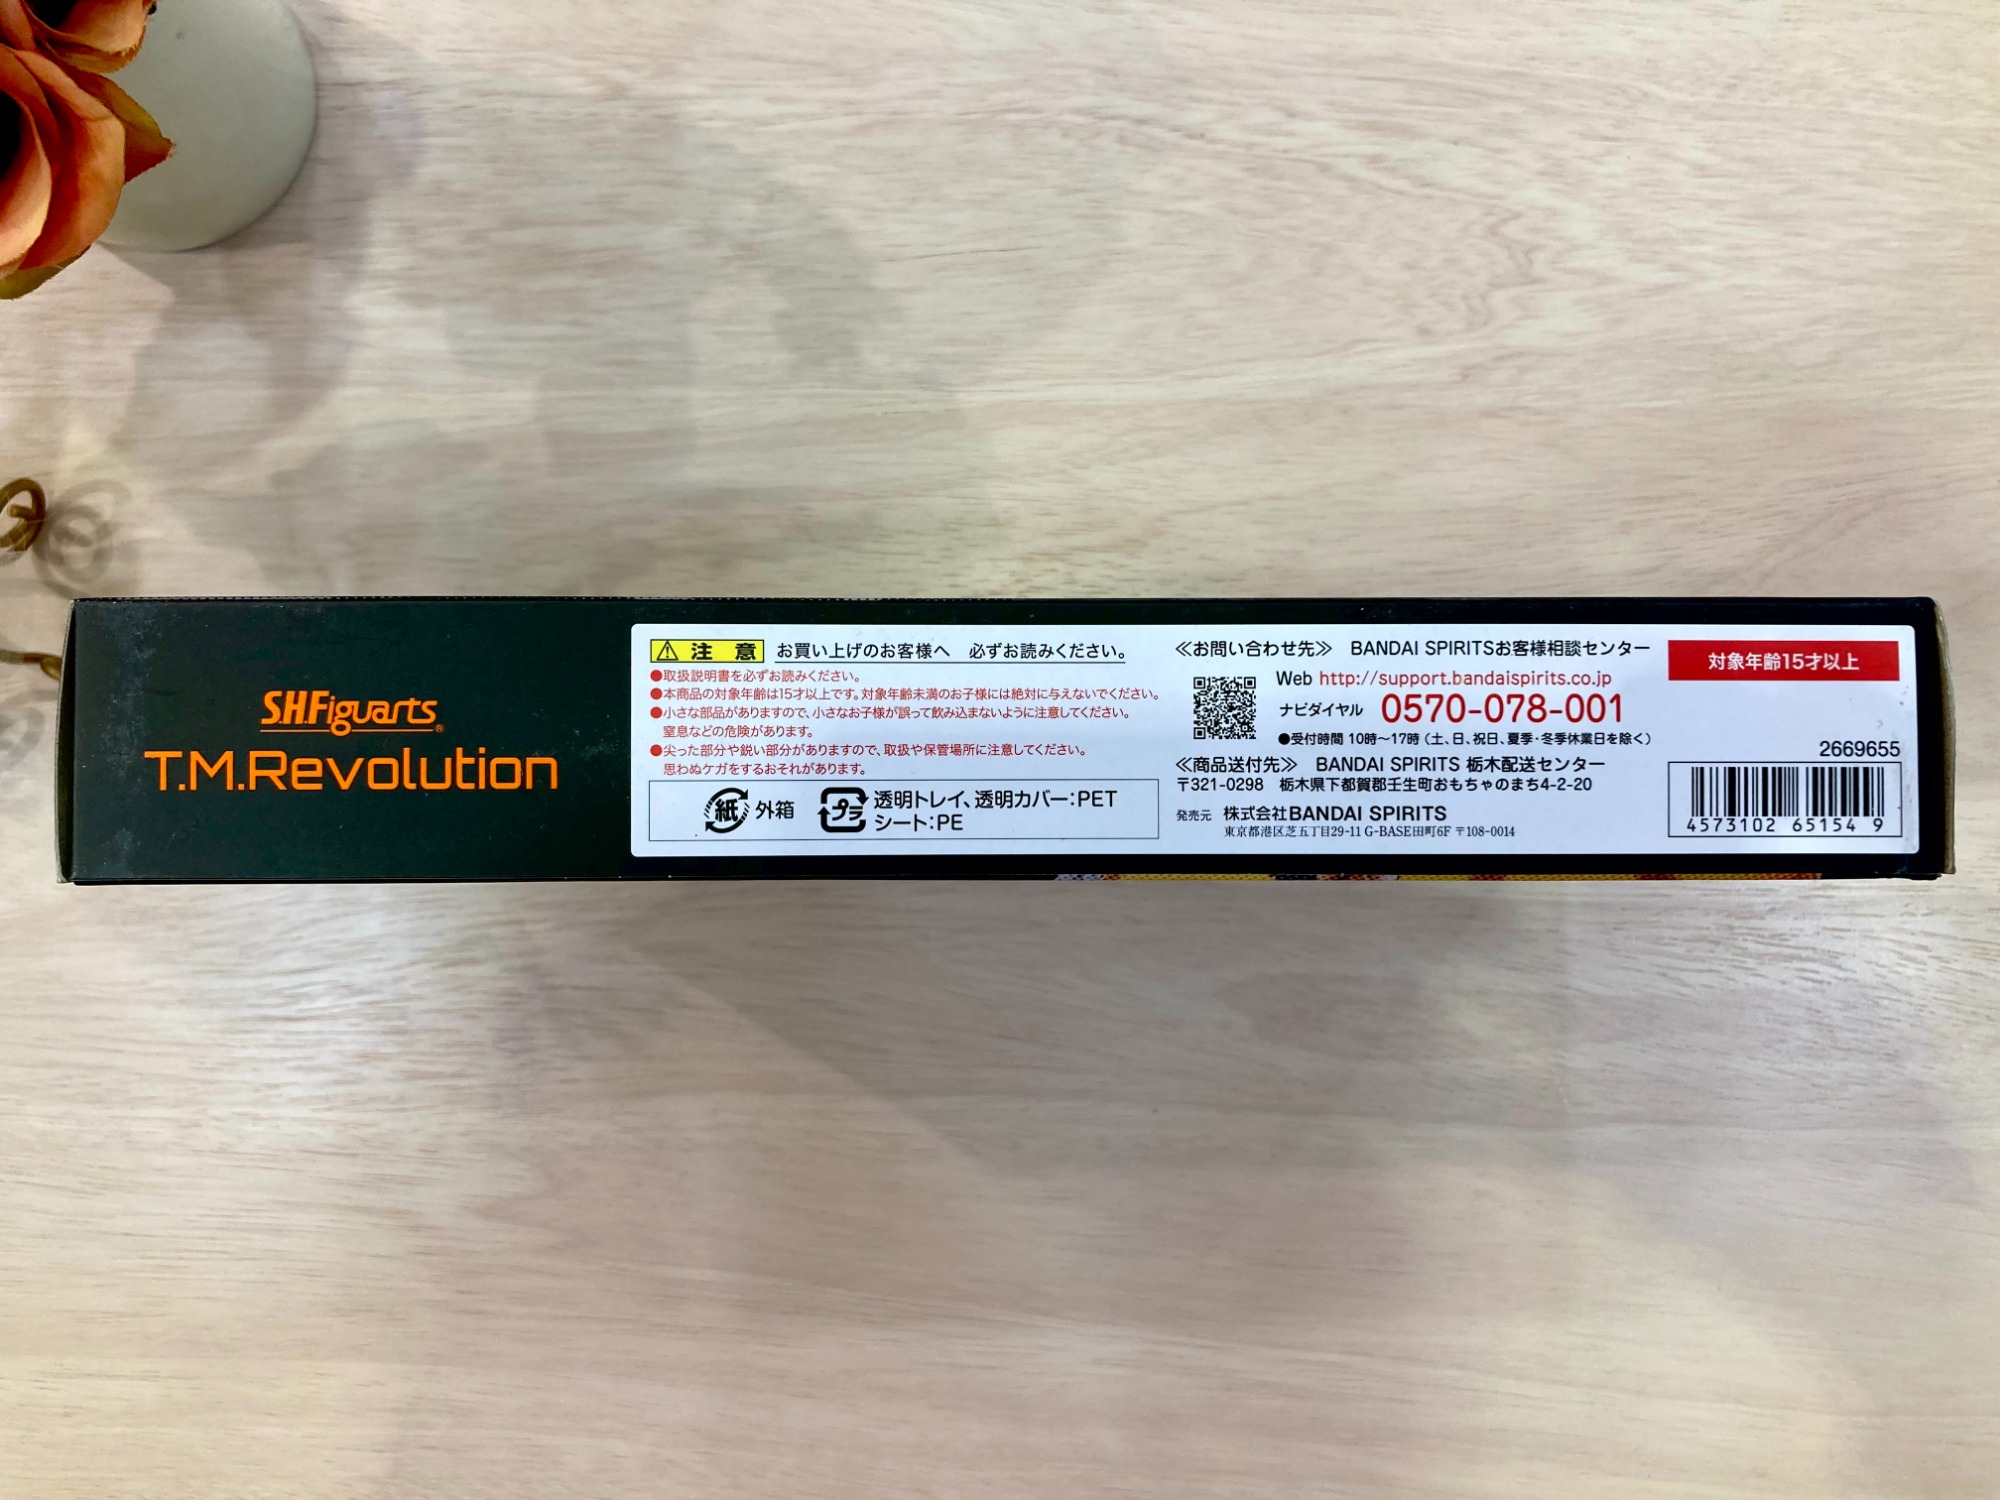 S.H.Figuarts®
T.M.Revolution
⚠注 意 お買い上げのお客様へ 必ずお読みください。
●取扱説明書を必ずお読みください。
●本商品の対象年齢は15才以上です。対象年齢未満のお子様には絶対に与えないでください。
●小さな部品がありますので、小さなお子様が誤って飲み込まないように注意してください。
窒息などの危険があります。
●尖った部分や鋭い部分がありますので、取扱や保管場所に注意してください。
思わぬケガをするおそれがあります。
紙 外箱
プラ 透明トレイ、透明カバー:PET
シート:PE
≪お問い合わせ先≫ BANDAI SPIRITSお客様相談センター
Web http://support.bandaispirits.co.jp
ナビダイヤル 0570-078-001
●受付時間 10時～17時(土、日、祝日、夏季・冬季休業日を除く)
≪商品送付先≫ BANDAI SPIRITS 栃木配送センター
〒321-0298 栃木県下都賀郡壬生町おもちゃのまち4-2-20
発売元 株式会社BANDAI SPIRITS
東京都港区芝五丁目29-11 G-BASE田町6F 〒108-0014
対象年齢15才以上
2669655
4573102 65154 9